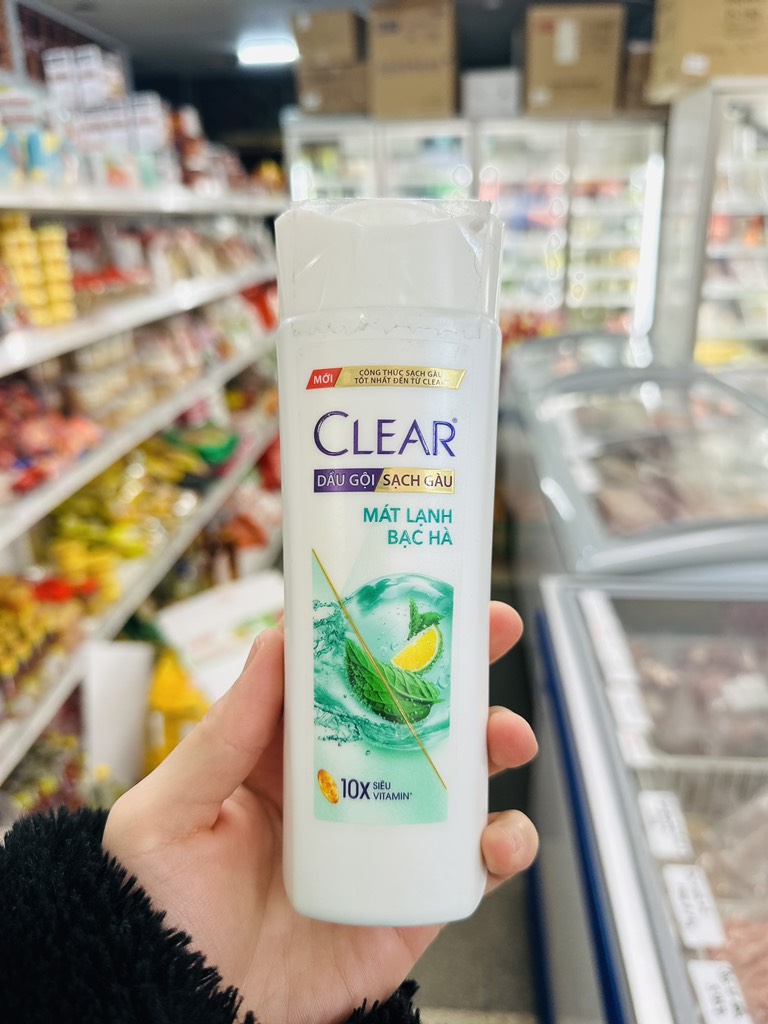 MỚI
CÔNG THỨC SẠCH GÀU
TỐT NHẤT ĐẾN TỪ CLEAR*
CLEAR®
DẦU GỘI SẠCH GÀU
MÁT LẠNH
BẠC HÀ
10X SIÊU
VITAMIN*